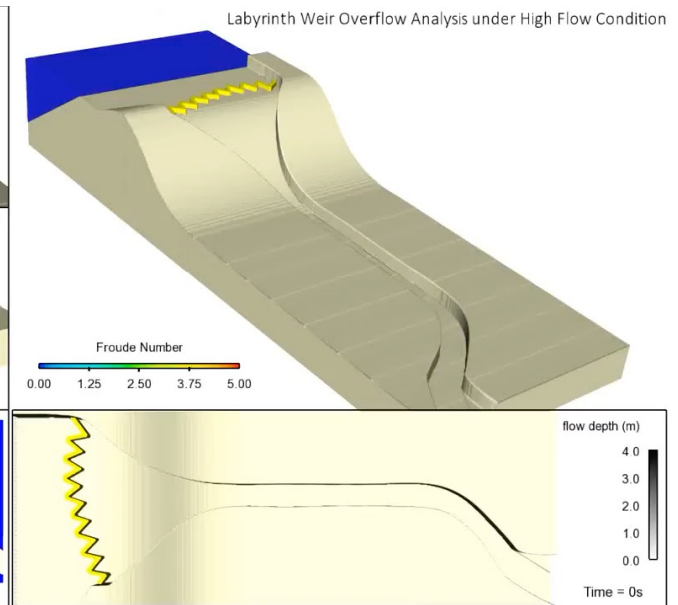 Labyrinth Weir Overflow Analysis under High Flow Condition
Froude Number
0.00 1.25 2.50 3.75 5.00
flow depth (m)
4.0
3.0
2.0
1.0
0.0
Time = 0s